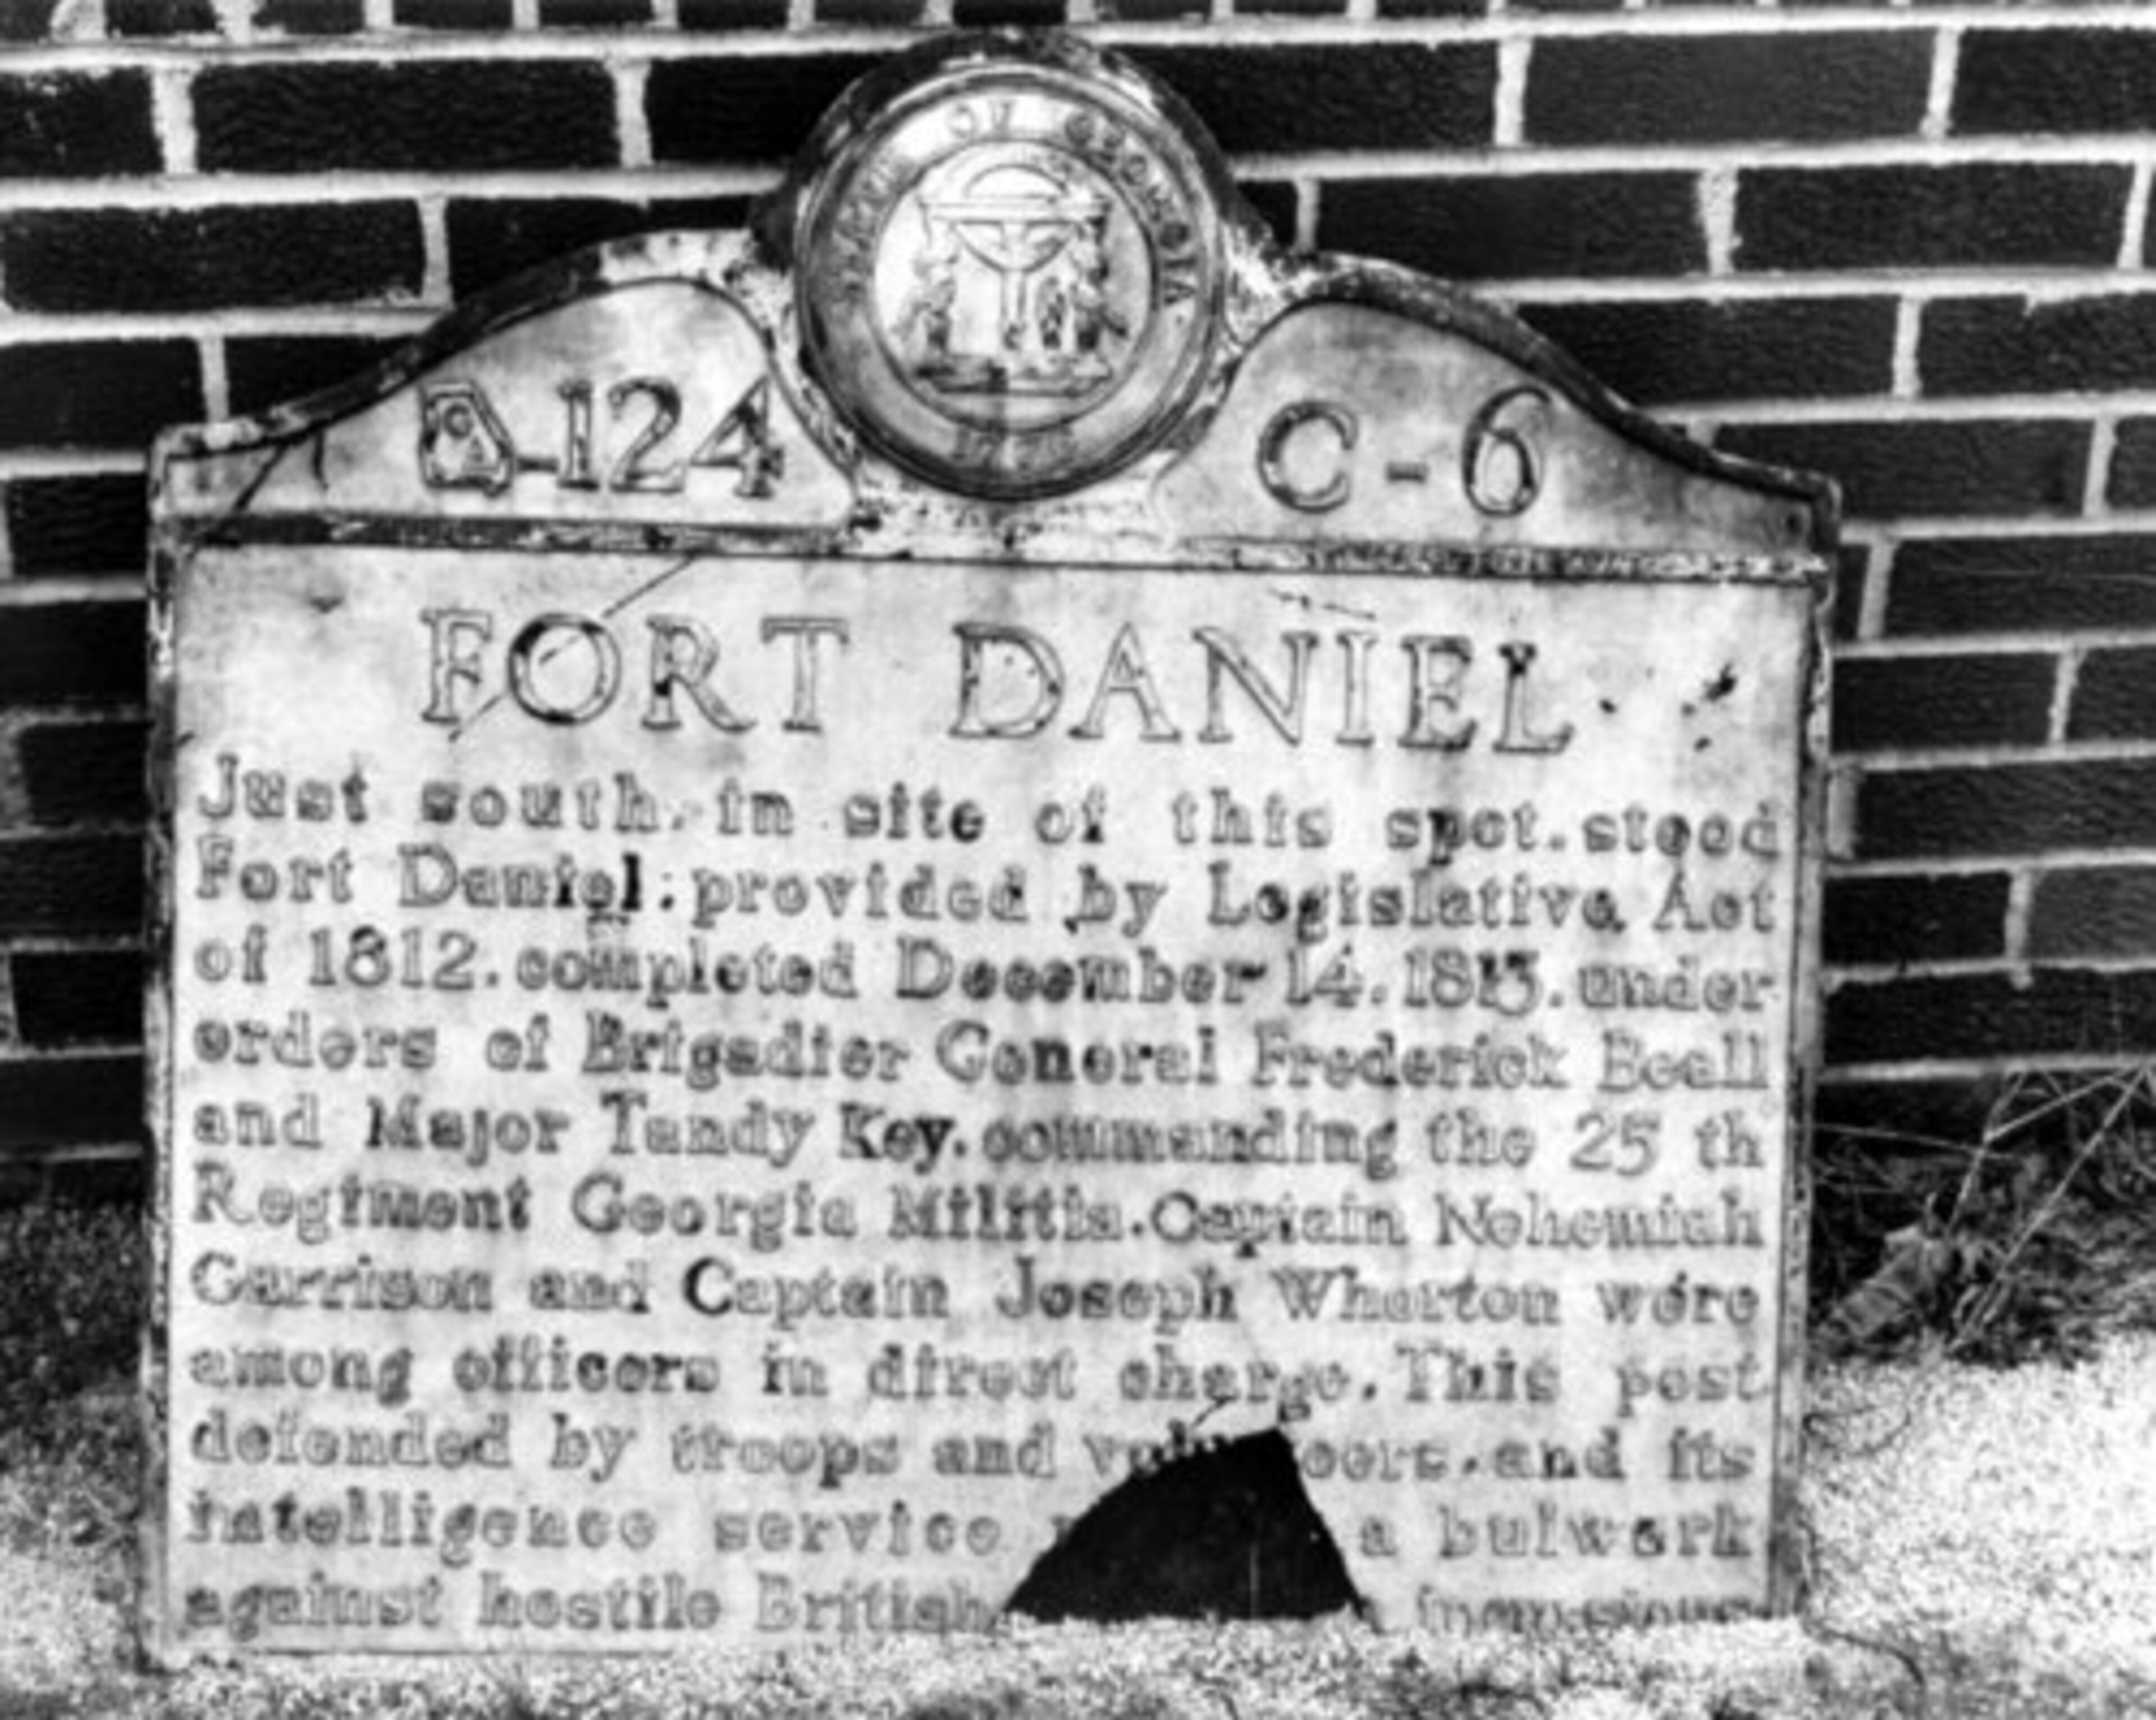 STATE OF GEORGIA
-124 C-6
FORT DANIEL
Just south, in site of this spot, stood
Fort Daniel; provided by Legislative Act
of 1812, completed December 14, 1813, under
orders of Brigadier General Frederick Beall
and Major Tandy Key, commanding the 25 th
Regiment Georgia Militia. Captain Nehemiah
Garrison and Captain Joseph Wharton were
among officers in direct charge. This post
defended by troops and and its
intelligence service a bulwark
against hostile British